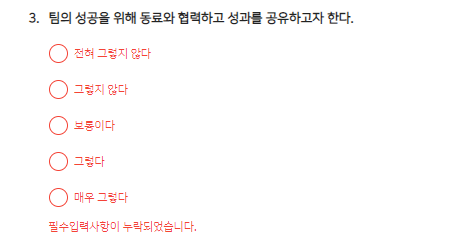 3. 팀의 성공을 위해 동료와 협력하고 성과를 공유하고자 한다.
전혀 그렇지 않다
그렇지 않다
보통이다
그렇다
매우 그렇다
필수입력사항이 누락되었습니다.